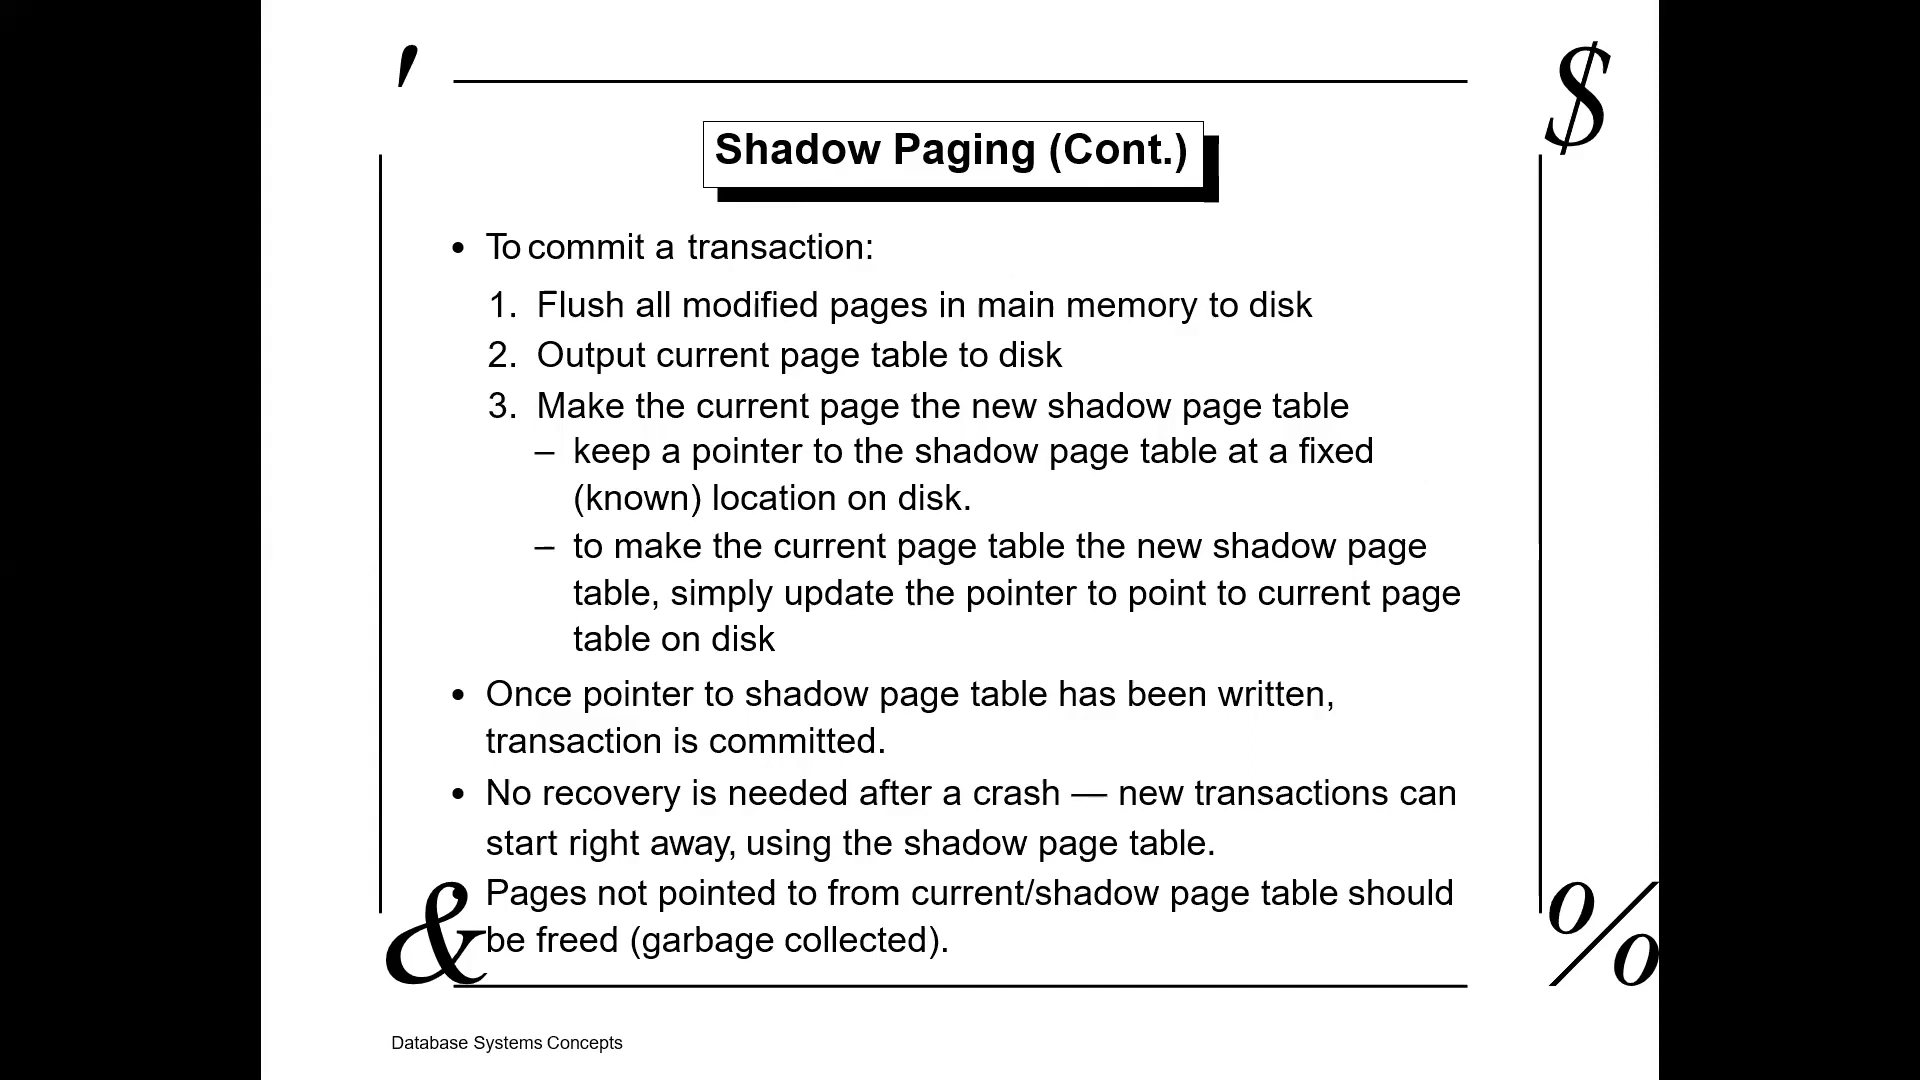 ' $
Shadow Paging (Cont.)
• To commit a transaction:
1. Flush all modified pages in main memory to disk
2. Output current page table to disk
3. Make the current page the new shadow page table
– keep a pointer to the shadow page table at a fixed
(known) location on disk.
– to make the current page table the new shadow page
table, simply update the pointer to point to current page
table on disk
• Once pointer to shadow page table has been written,
transaction is committed.
• No recovery is needed after a crash — new transactions can
start right away, using the shadow page table.
• Pages not pointed to from current/shadow page table should
be freed (garbage collected).
& %
Database Systems Concepts